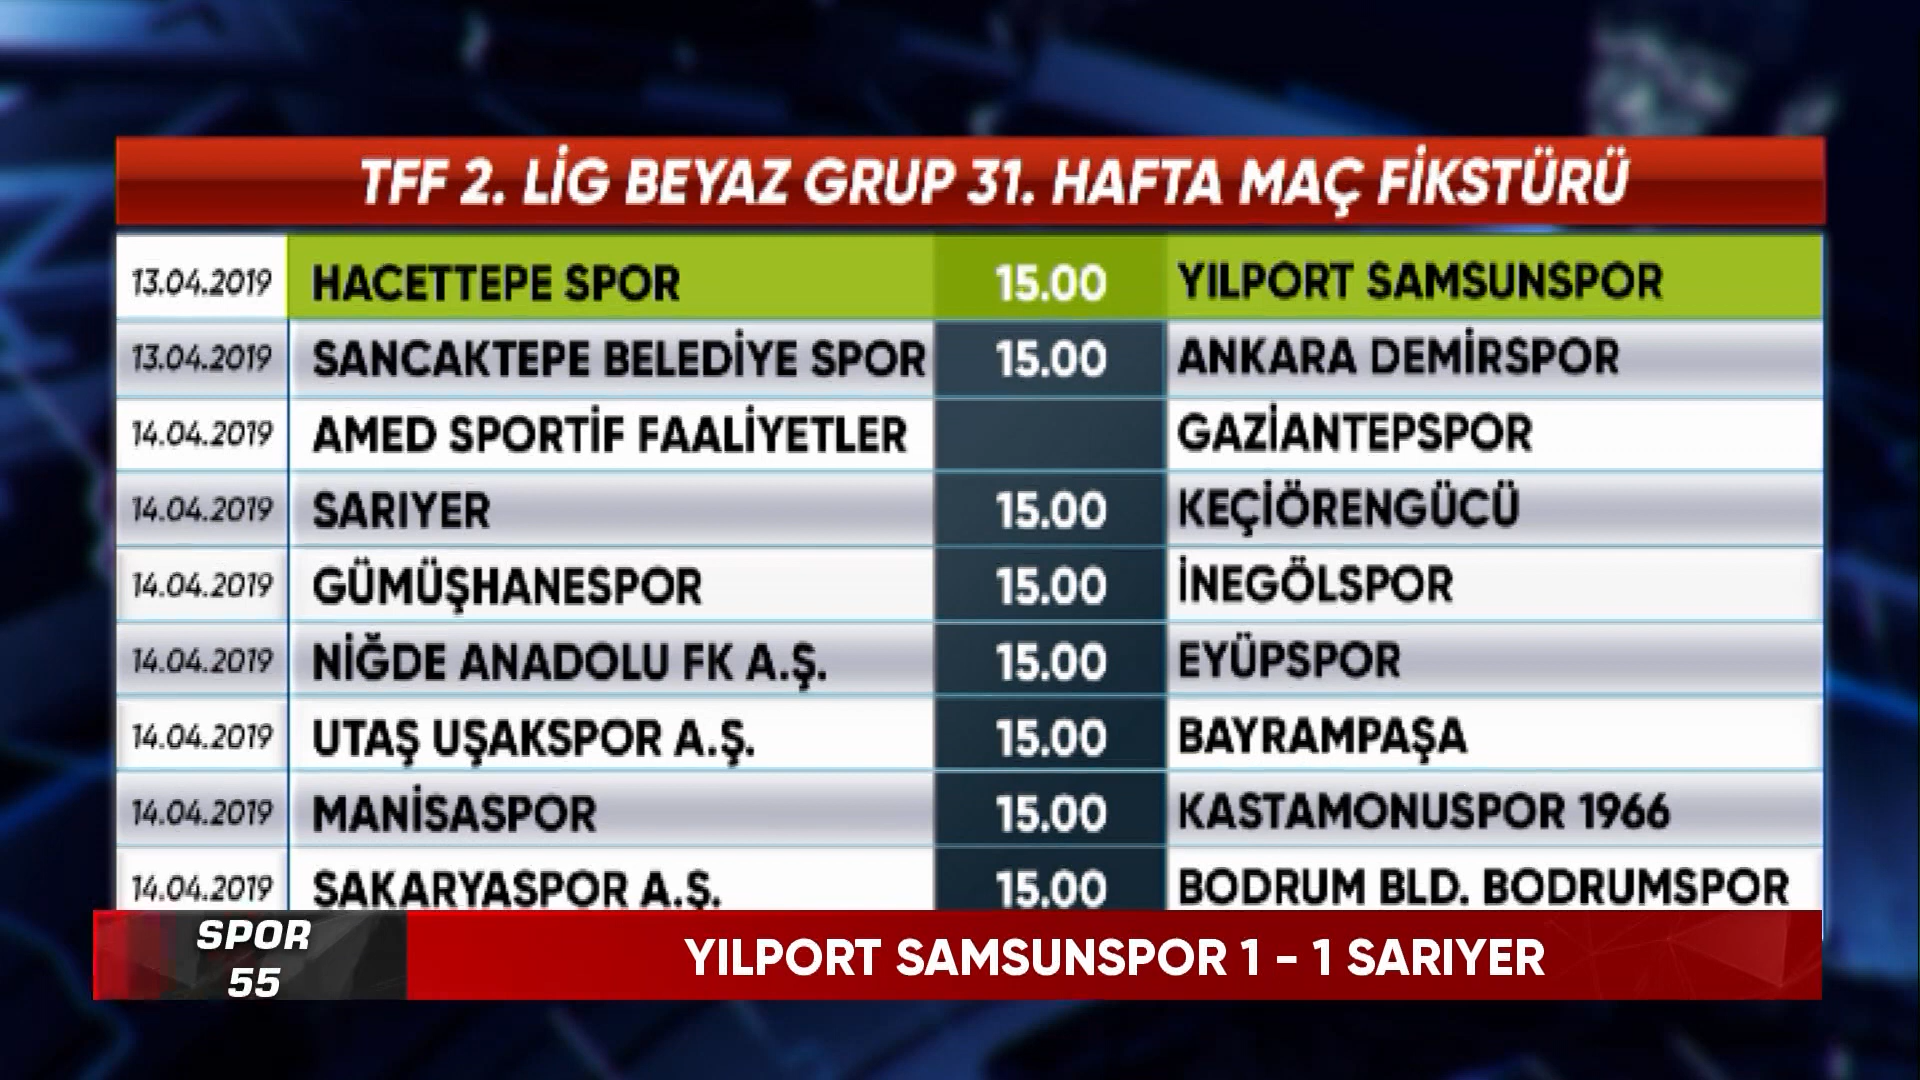 TFF 2. LİG BEYAZ GRUP 31. HAFTA MAÇ FİKSTÜRÜ
13.04.2019 HACETTEPE SPOR 15.00 YILPORT SAMSUNSPOR
13.04.2019 SANCAKTEPE BELEDİYE SPOR 15.00 ANKARA DEMİRSPOR
14.04.2019 AMED SPORTİF FAALİYETLER GAZİANTEPSPOR
14.04.2019 SARIYER 15.00 KEÇİÖRENGÜCÜ
14.04.2019 GÜMÜŞHANESPOR 15.00 İNEGÖLSPOR
14.04.2019 NİĞDE ANADOLU FK A.Ş. 15.00 EYÜPSPOR
14.04.2019 UTAŞ UŞAKSPOR A.Ş. 15.00 BAYRAMPAŞA
14.04.2019 MANİSASPOR 15.00 KASTAMONUSPOR 1966
14.04.2019 SAKARYASPOR A.Ş. 15.00 BODRUM BLD. BODRUMSPOR
SPOR
55
YILPORT SAMSUNSPOR 1 - 1 SARIYER